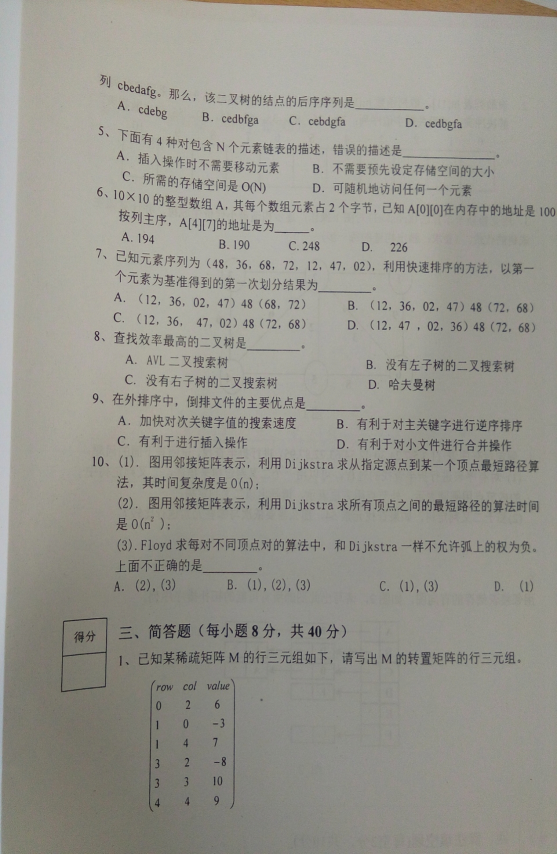 列 cbedafg。那么，该二叉树的结点的后序序列是________。
A. cdebg B. cedbfga C. cebdgfa D. cedbgfa
5、下面有 4 种对包含 N 个元素链表的描述，错误的描述是________。
A. 插入操作时不需要移动元素 B. 不需要预先设定存储空间的大小
C. 所需的存储空间是 O(N) D. 可随机地访问任何一个元素
6、10×10 的整型数组 A，其每个数组元素占 2 个字节，已知 A[0][0]在内存中的地址是 100
按列主序，A[4][7]的地址是为_____。
A. 194 B. 190 C. 248 D. 226
7、已知元素序列为（48，36，68，72，12，47，02），利用快速排序的方法，以第一
个元素为基准得到的第一次划分结果为________。
A. （12，36，02，47）48（68，72） B. （12，36，02，47）48（72，68）
C. （12，36， 47，02）48（72，68） D. （12，47 ，02，36）48（72，68）
8、查找效率最高的二叉树是________。
A. AVL 二叉搜索树 B. 没有左子树的二叉搜索树
C. 没有右子树的二叉搜索树 D. 哈夫曼树
9、在外排序中，倒排文件的主要优点是________。
A. 加快对次关键字值的搜索速度 B. 有利于对主关键字进行逆序排序
C. 有利于进行插入操作 D. 有利于对小文件进行合并操作
10、(1). 图用邻接矩阵表示，利用 Dijkstra 求从指定源点到某一个顶点最短路径算
法，其时间复杂度是 O(n)；
(2). 图用邻接矩阵表示，利用 Dijkstra 求所有顶点之间的最短路径的算法时间
是 O(n² )；
(3).Floyd 求每对不同顶点对的算法中，和 Dijkstra 一样不允许弧上的权为负。
上面不正确的是________。
A. (2),(3) B. (1),(2),(3) C. (1),(3) D. (1)
得分
三、简答题（每小题 8 分，共 40 分）
1、已知某稀疏矩阵 M 的行三元组如下，请写出 M 的转置矩阵的行三元组。
row col value
0 2 6
1 0 -3
1 4 7
3 2 -8
3 3 10
4 4 9